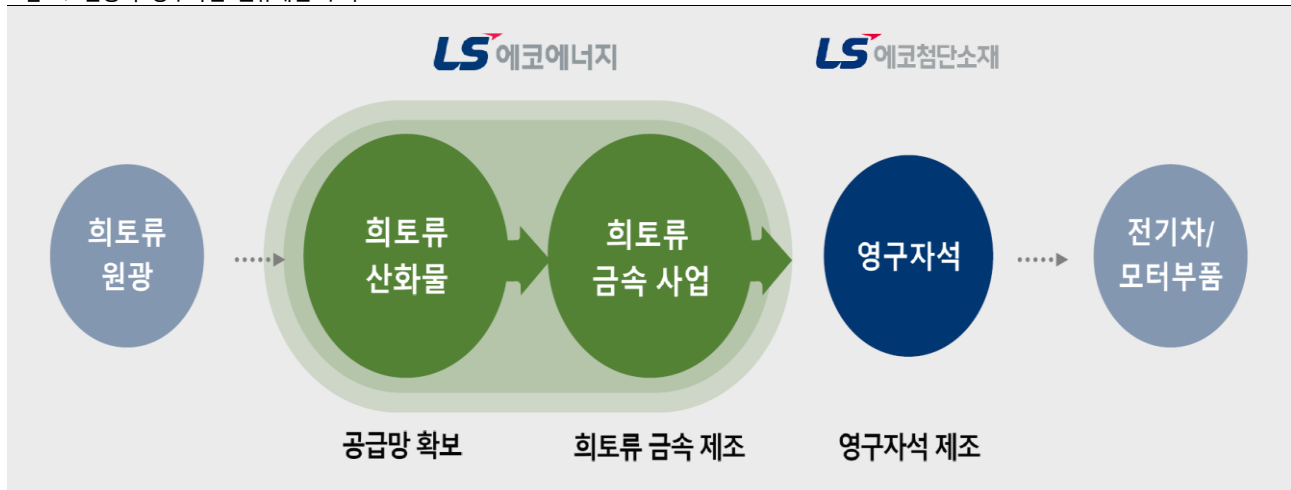 LS 에코에너지
LS 에코첨단소재
희토류
원광
희토류
산화물
희토류
금속 사업
영구자석
전기차/
모터부품
공급망 확보
희토류 금속 제조
영구자석 제조